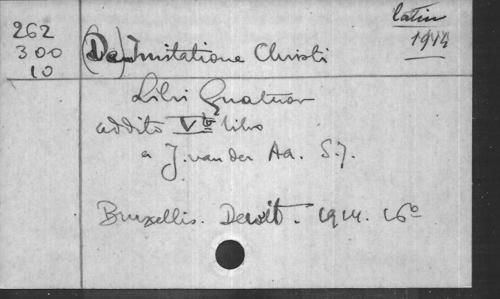 262
300
10
(De) Imitatione Christi
latin
1914
Libri Quatuor
addito Vto libro
a J. van der Aa. S.J.
Bruxellis. Dewit. 1914. 16°